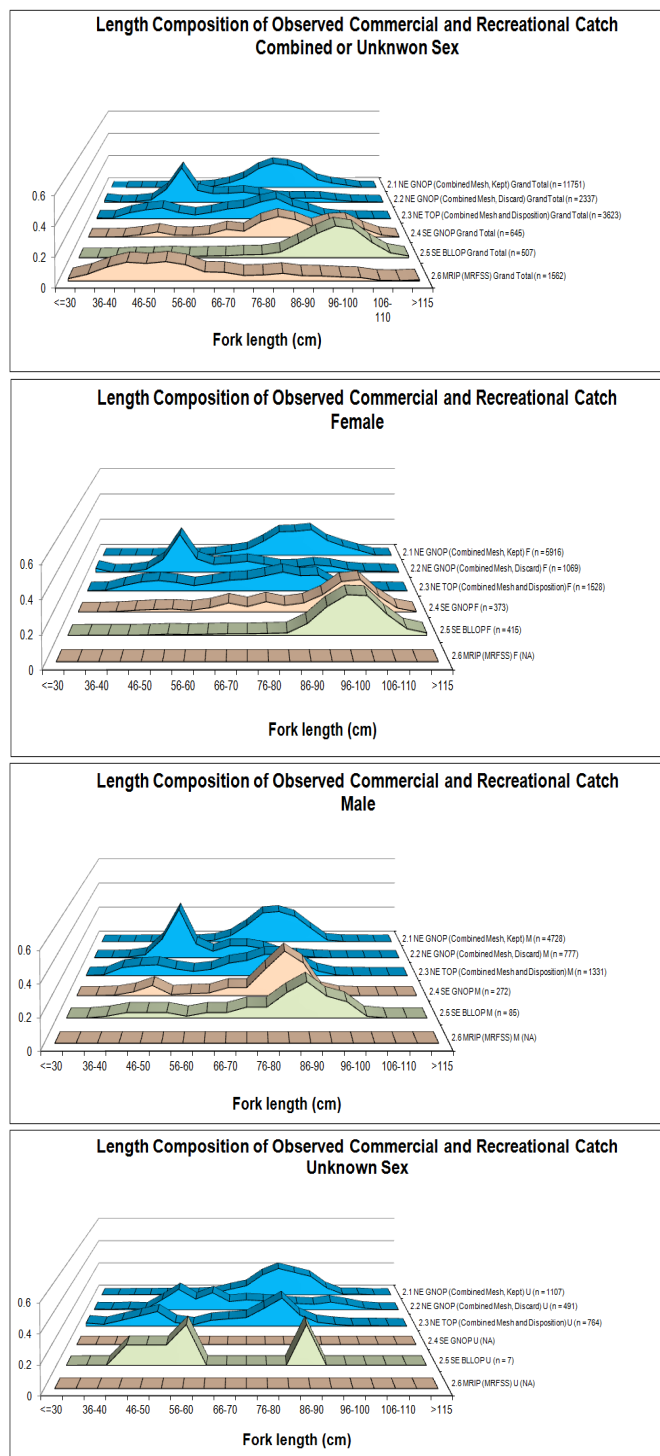 Length Composition of Observed Commercial and Recreational Catch
Combined or Unknwon Sex
2.1 NE GNOP (Combined Mesh, Kept) Grand Total (n = 11751)
2.2 NE GNOP (Combined Mesh, Discard) Grand Total (n = 2337)
2.3 NE TOP (Combined Mesh and Disposition) Grand Total (n = 3623)
2.4 SE GNOP Grand Total (n = 645)
2.5 SE BLLOP Grand Total (n = 507)
2.6 MRIP (MRFSS) Grand Total (n = 1562)
0.6
0.4
0.2
0
<=30 36-40 46-50 56-60 66-70 76-80 86-90 96-100 106-110 >115
Fork length (cm)
Length Composition of Observed Commercial and Recreational Catch
Female
2.1 NE GNOP (Combined Mesh, Kept) F (n = 5916)
2.2 NE GNOP (Combined Mesh, Discard) F (n = 1069)
2.3 NE TOP (Combined Mesh and Disposition) F (n = 1528)
2.4 SE GNOP F (n = 373)
2.5 SE BLLOP F (n = 415)
2.6 MRIP (MRFSS) F (NA)
0.6
0.4
0.2
0
<=30 36-40 46-50 56-60 66-70 76-80 86-90 96-100 106-110 >115
Fork length (cm)
Length Composition of Observed Commercial and Recreational Catch
Male
2.1 NE GNOP (Combined Mesh, Kept) M (n = 4728)
2.2 NE GNOP (Combined Mesh, Discard) M (n = 777)
2.3 NE TOP (Combined Mesh and Disposition) M (n = 1331)
2.4 SE GNOP M (n = 272)
2.5 SE BLLOP M (n = 85)
2.6 MRIP (MRFSS) M (NA)
0.6
0.4
0.2
0
<=30 36-40 46-50 56-60 66-70 76-80 86-90 96-100 106-110 >115
Fork length (cm)
Length Composition of Observed Commercial and Recreational Catch
Unknown Sex
2.1 NE GNOP (Combined Mesh, Kept) U (n = 1107)
2.2 NE GNOP (Combined Mesh, Discard) U (n = 491)
2.3 NE TOP (Combined Mesh and Disposition) U (n = 764)
2.4 SE GNOP U (NA)
2.5 SE BLLOP U (n = 7)
2.6 MRIP (MRFSS) U (NA)
0.6
0.4
0.2
0
<=30 36-40 46-50 56-60 66-70 76-80 86-90 96-100 106-110 >115
Fork length (cm)